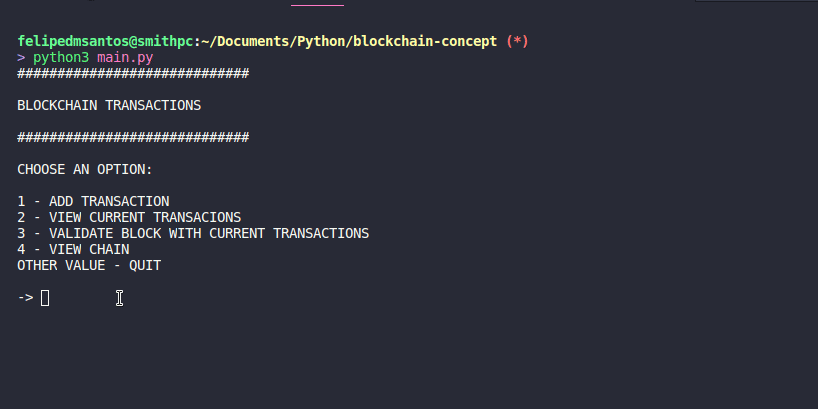 felipedmsantos@smithpc:~/Documents/Python/blockchain-concept (*)
> python3 main.py
#############################
BLOCKCHAIN TRANSACTIONS
#############################
CHOOSE AN OPTION:
1 - ADD TRANSACTION
2 - VIEW CURRENT TRANSACIONS
3 - VALIDATE BLOCK WITH CURRENT TRANSACTIONS
4 - VIEW CHAIN
OTHER VALUE - QUIT
->